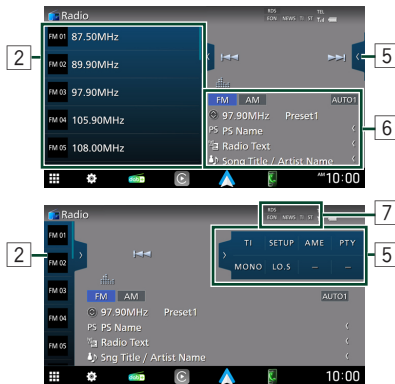 Radio
RDS
TEL
EON NEWS TI ST
2
FM 01 87.50MHz
FM 02 89.90MHz
FM 03 97.90MHz
FM 04 105.90MHz
FM 05 108.00MHz
5
FM AM AUTO1
97.90MHz Preset1
PS PS Name
Radio Text
Song Title / Artist Name
6
AM 10:00
Radio
RDS
EON NEWS TI ST
7
2
FM 01
FM 02
FM 03
FM 04
FM 05
TI SETUP AME PTY
MONO LO.S – –
5
FM AM AUTO1
97.90MHz Preset1
PS PS Name
Radio Text
Sng Title / Artist Name
10:00